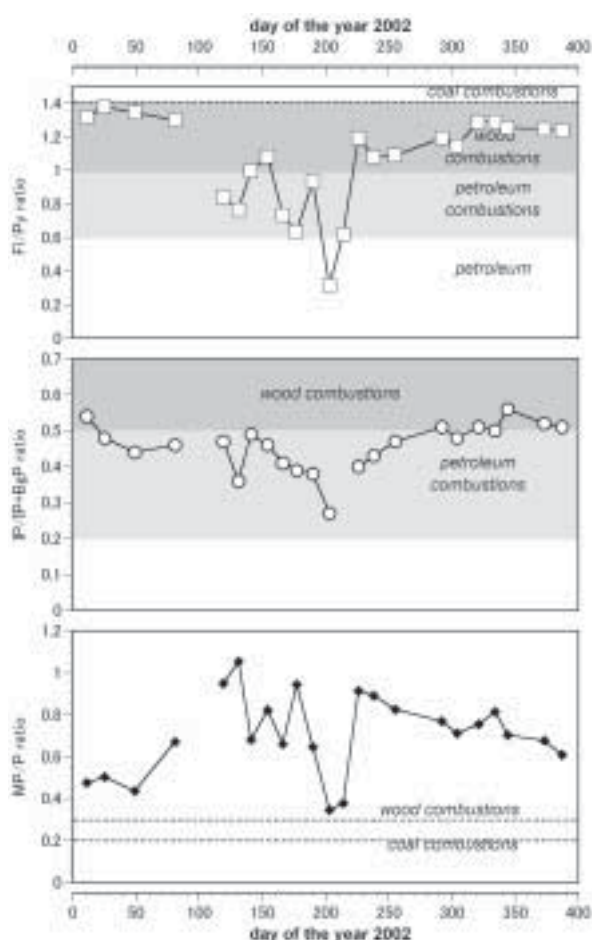 day of the year 2002
0 50 100 150 200 250 300 350 400
coal combustions
1.4
1.2
wood
combustions
1
petroleum
combustions
0.8
0.6
petroleum
0.4
0.2
0
Fl/Py ratio
0.7
wood combustions
0.6
0.5
petroleum
combustions
0.4
0.3
0.2
0.1
0
IP/IP+BgP ratio
1.2
1
0.8
0.6
0.4
wood combustions
0.2
coal combustions
0
MP/P ratio
0 50 100 150 200 250 300 350 400
day of the year 2002